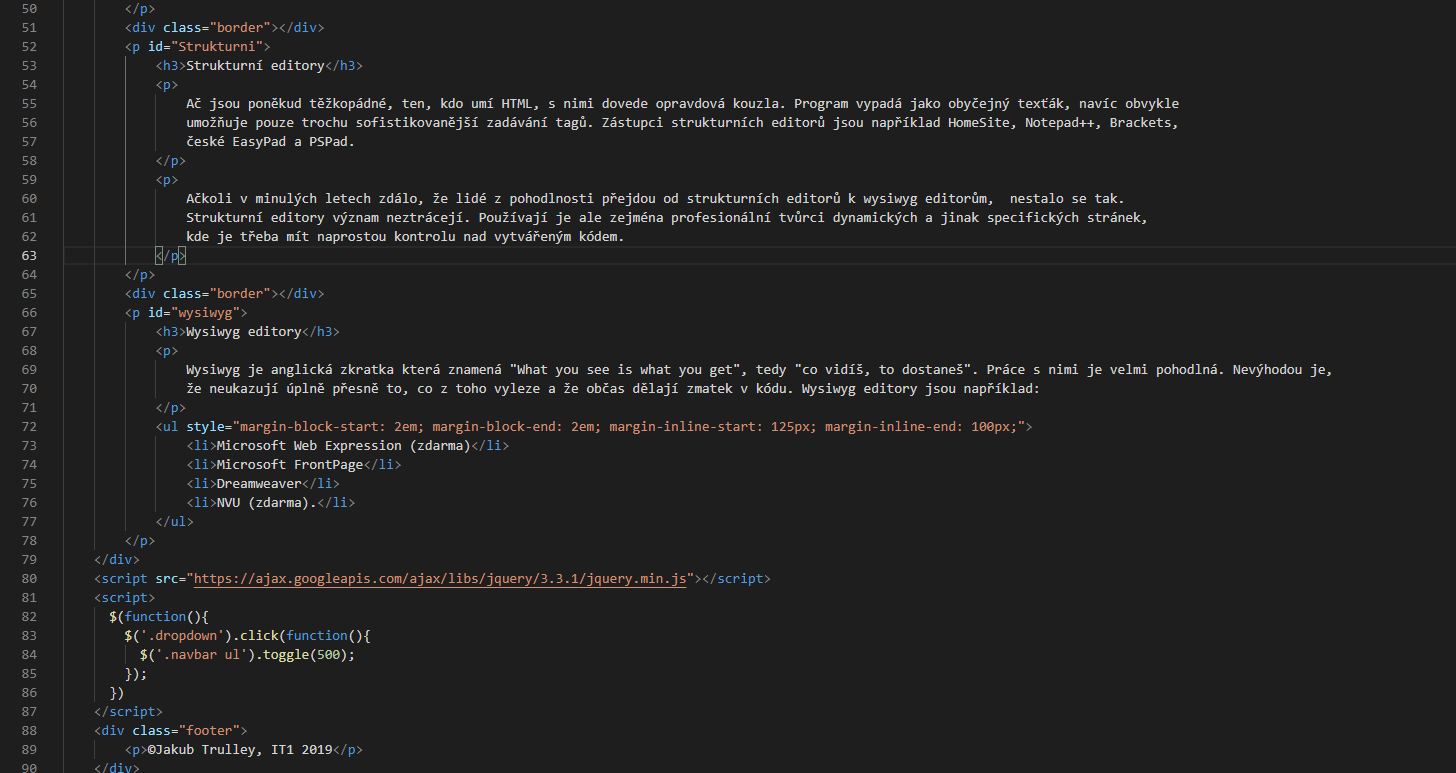 50 </p>
51 <div class="border"></div>
52 <p id="Strukturni">
53 <h3>Strukturní editory</h3>
54 <p>
55 Ač jsou poněkud těžkopádné, ten, kdo umí HTML, s nimi dovede opravdová kouzla. Program vypadá jako obyčejný texťák, navíc obvykle
56 umožňuje pouze trochu sofistikovanější zadávání tagů. Zástupci strukturních editorů jsou například HomeSite, Notepad++, Brackets,
57 české EasyPad a PSPad.
58 </p>
59 <p>
60 Ačkoli v minulých letech zdálo, že lidé z pohodlnosti přejdou od strukturních editorů k wysiwyg editorům,  nestalo se tak.
61 Strukturní editory význam neztrácejí. Používají je ale zejména profesionální tvůrci dynamických a jinak specifických stránek,
62 kde je třeba mít naprostou kontrolu nad vytvářeným kódem.
63 </p>
64 </p>
65 <div class="border"></div>
66 <p id="wysiwyg">
67 <h3>Wysiwyg editory</h3>
68 <p>
69 Wysiwyg je anglická zkratka která znamená "What you see is what you get", tedy "co vidíš, to dostaneš". Práce s nimi je velmi pohodlná. Nevýhodou je,
70 že neukazují úplně přesně to, co z toho vyleze a že občas dělají zmatek v kódu. Wysiwyg editory jsou například:
71 </p>
72 <ul style="margin-block-start: 2em; margin-block-end: 2em; margin-inline-start: 125px; margin-inline-end: 100px;">
73 <li>Microsoft Web Expression (zdarma)</li>
74 <li>Microsoft FrontPage</li>
75 <li>Dreamweaver</li>
76 <li>NVU (zdarma).</li>
77 </ul>
78 </p>
79 </div>
80 <script src="https://ajax.googleapis.com/ajax/libs/jquery/3.3.1/jquery.min.js"></script>
81 <script>
82 $(function(){
83 $('.dropdown').click(function(){
84 $('.navbar ul').toggle(500);
85 });
86 })
87 </script>
88 <div class="footer">
89 <p>©Jakub Trulley, IT1 2019</p>
90 </div>